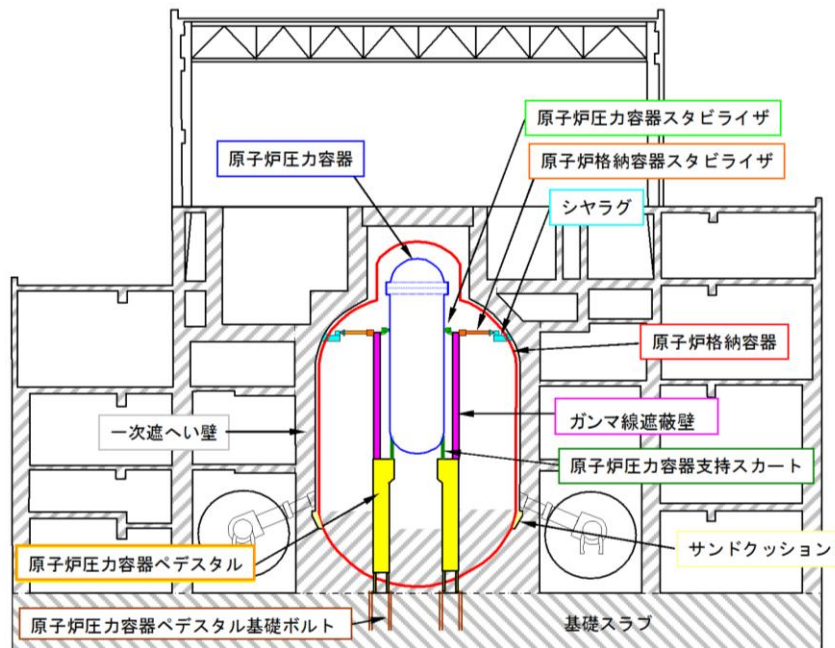 原子炉圧力容器スタビライザ
原子炉圧力容器
原子炉格納容器スタビライザ
シヤラグ
原子炉格納容器
一次遮へい壁
ガンマ線遮蔽壁
原子炉圧力容器支持スカート
原子炉圧力容器ペデスタル
サンドクッション
原子炉圧力容器ペデスタル基礎ボルト
基礎スラブ